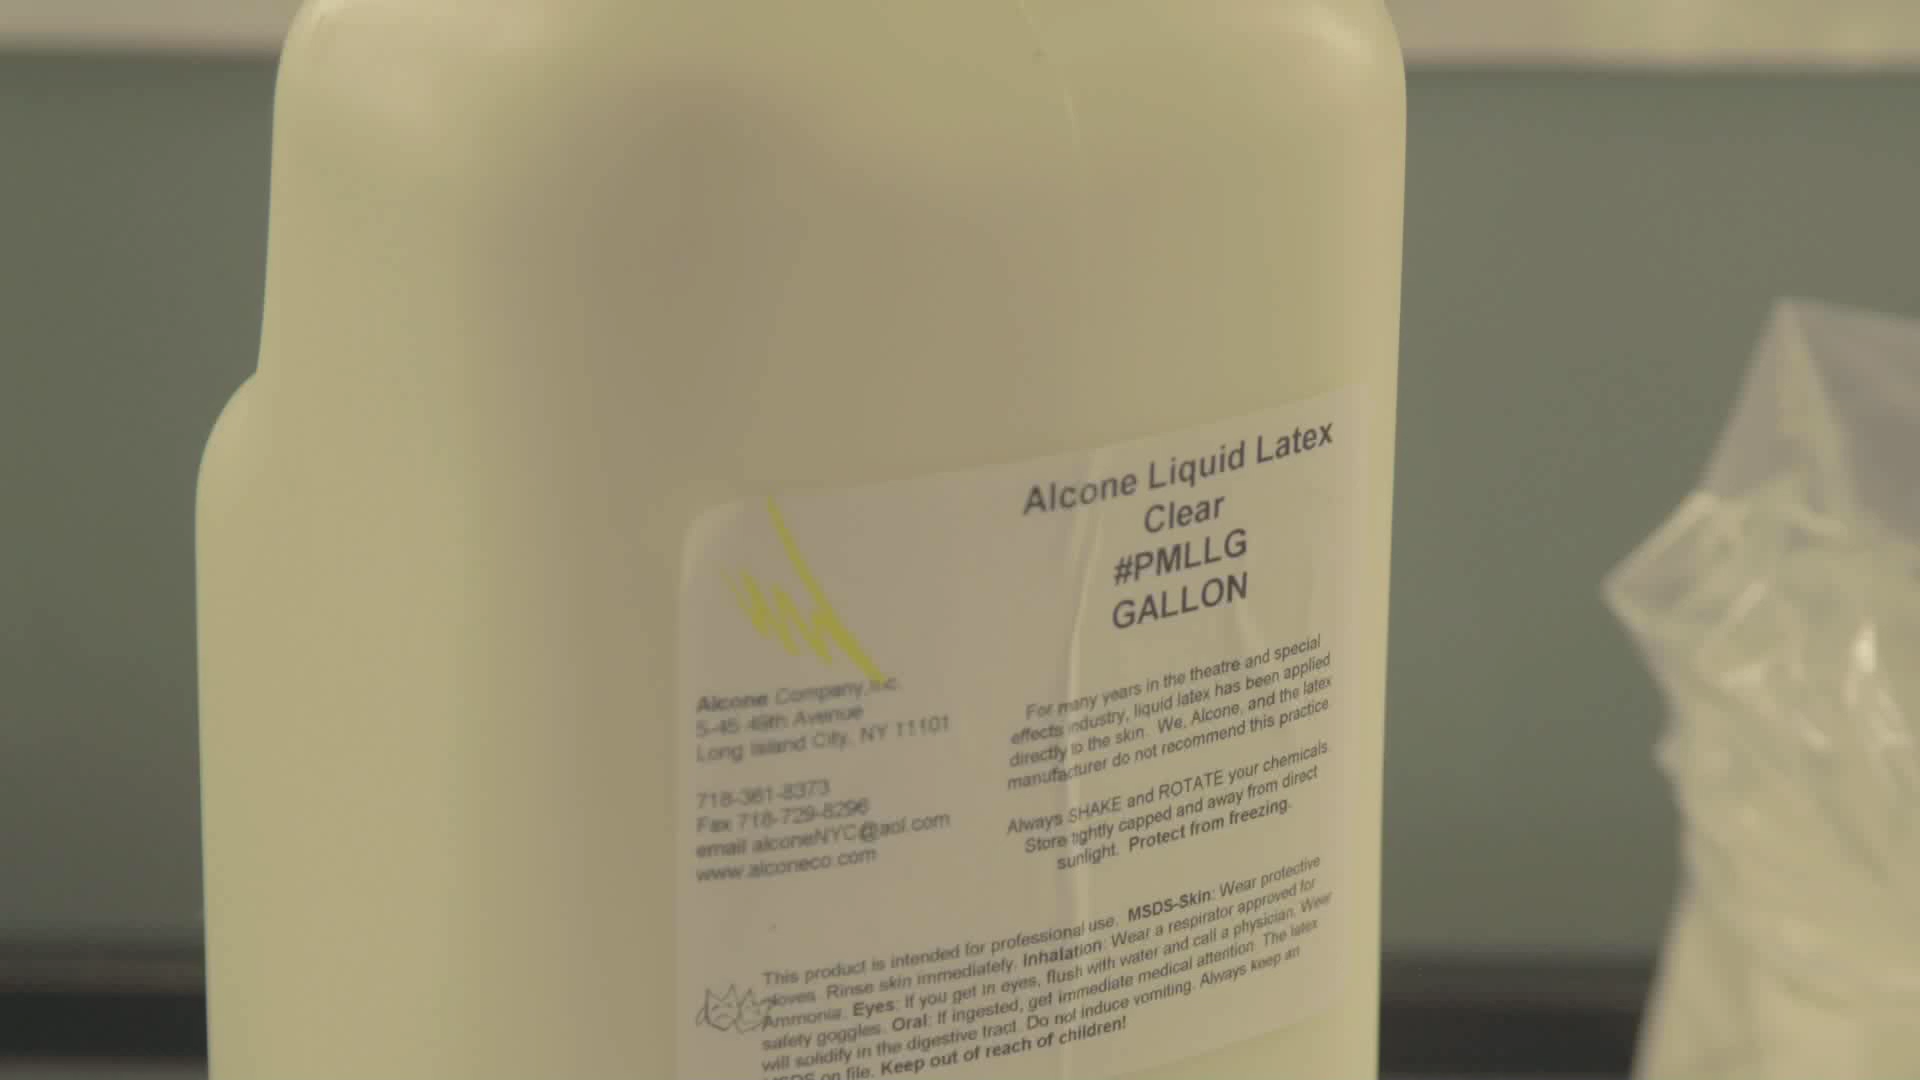 Alcone Liquid Latex
Clear
#PMLLG
GALLON
Alcone Company, Inc.
5-45 49th Avenue
Long Island City, NY 11101
718-361-8373
Fax 718-729-8296
email alconeNYC@aol.com
www.alconeco.com
For many years in the theatre and special
effects industry, liquid latex has been applied
directly to the skin. We, Alcone, and the latex
manufacturer do not recommend this practice.
Always SHAKE and ROTATE your chemicals.
Store tightly capped and away from direct
sunlight. Protect from freezing.
This product is intended for professional use. MSDS-Skin: Wear protective
gloves. Rinse skin immediately. Inhalation: Wear a respirator approved for
Ammonia. Eyes: If you get in eyes, flush with water and call a physician. Wear
safety goggles. Oral: If ingested, get immediate medical attention. The latex
will solidify in the digestive tract. Do not induce vomiting. Always keep an
MSDS on file. Keep out of reach of children!